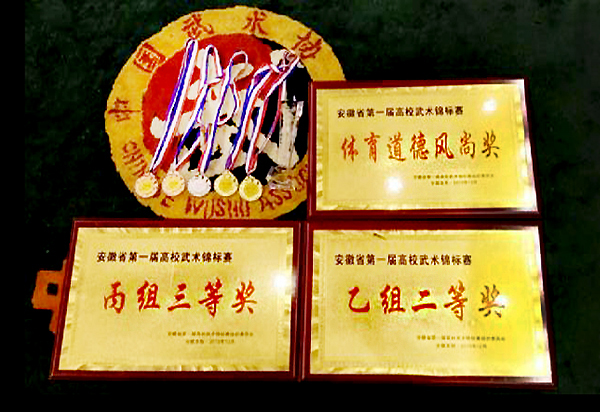 中国武术协
CHIN E WUSHU ASSOC
安徽省第一届高校武术锦标赛
体育道德风尚奖
安徽省第一届高校武术锦标赛
丙组三等奖
安徽省第一届高校武术锦标赛
乙组二等奖